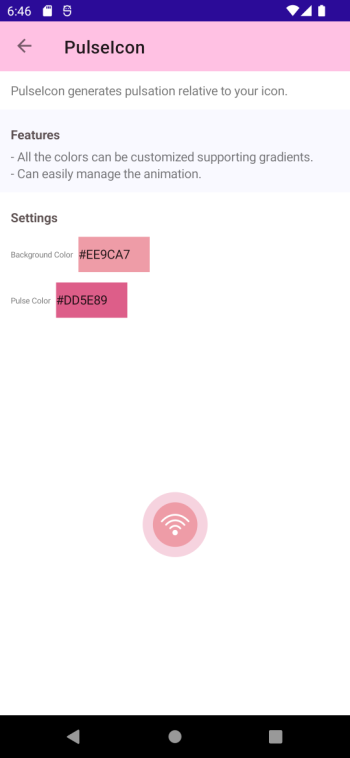 6:46
PulseIcon
PulseIcon generates pulsation relative to your icon.
Features
- All the colors can be customized supporting gradients.
- Can easily manage the animation.
Settings
Background Color #EE9CA7
Pulse Color #DD5E89